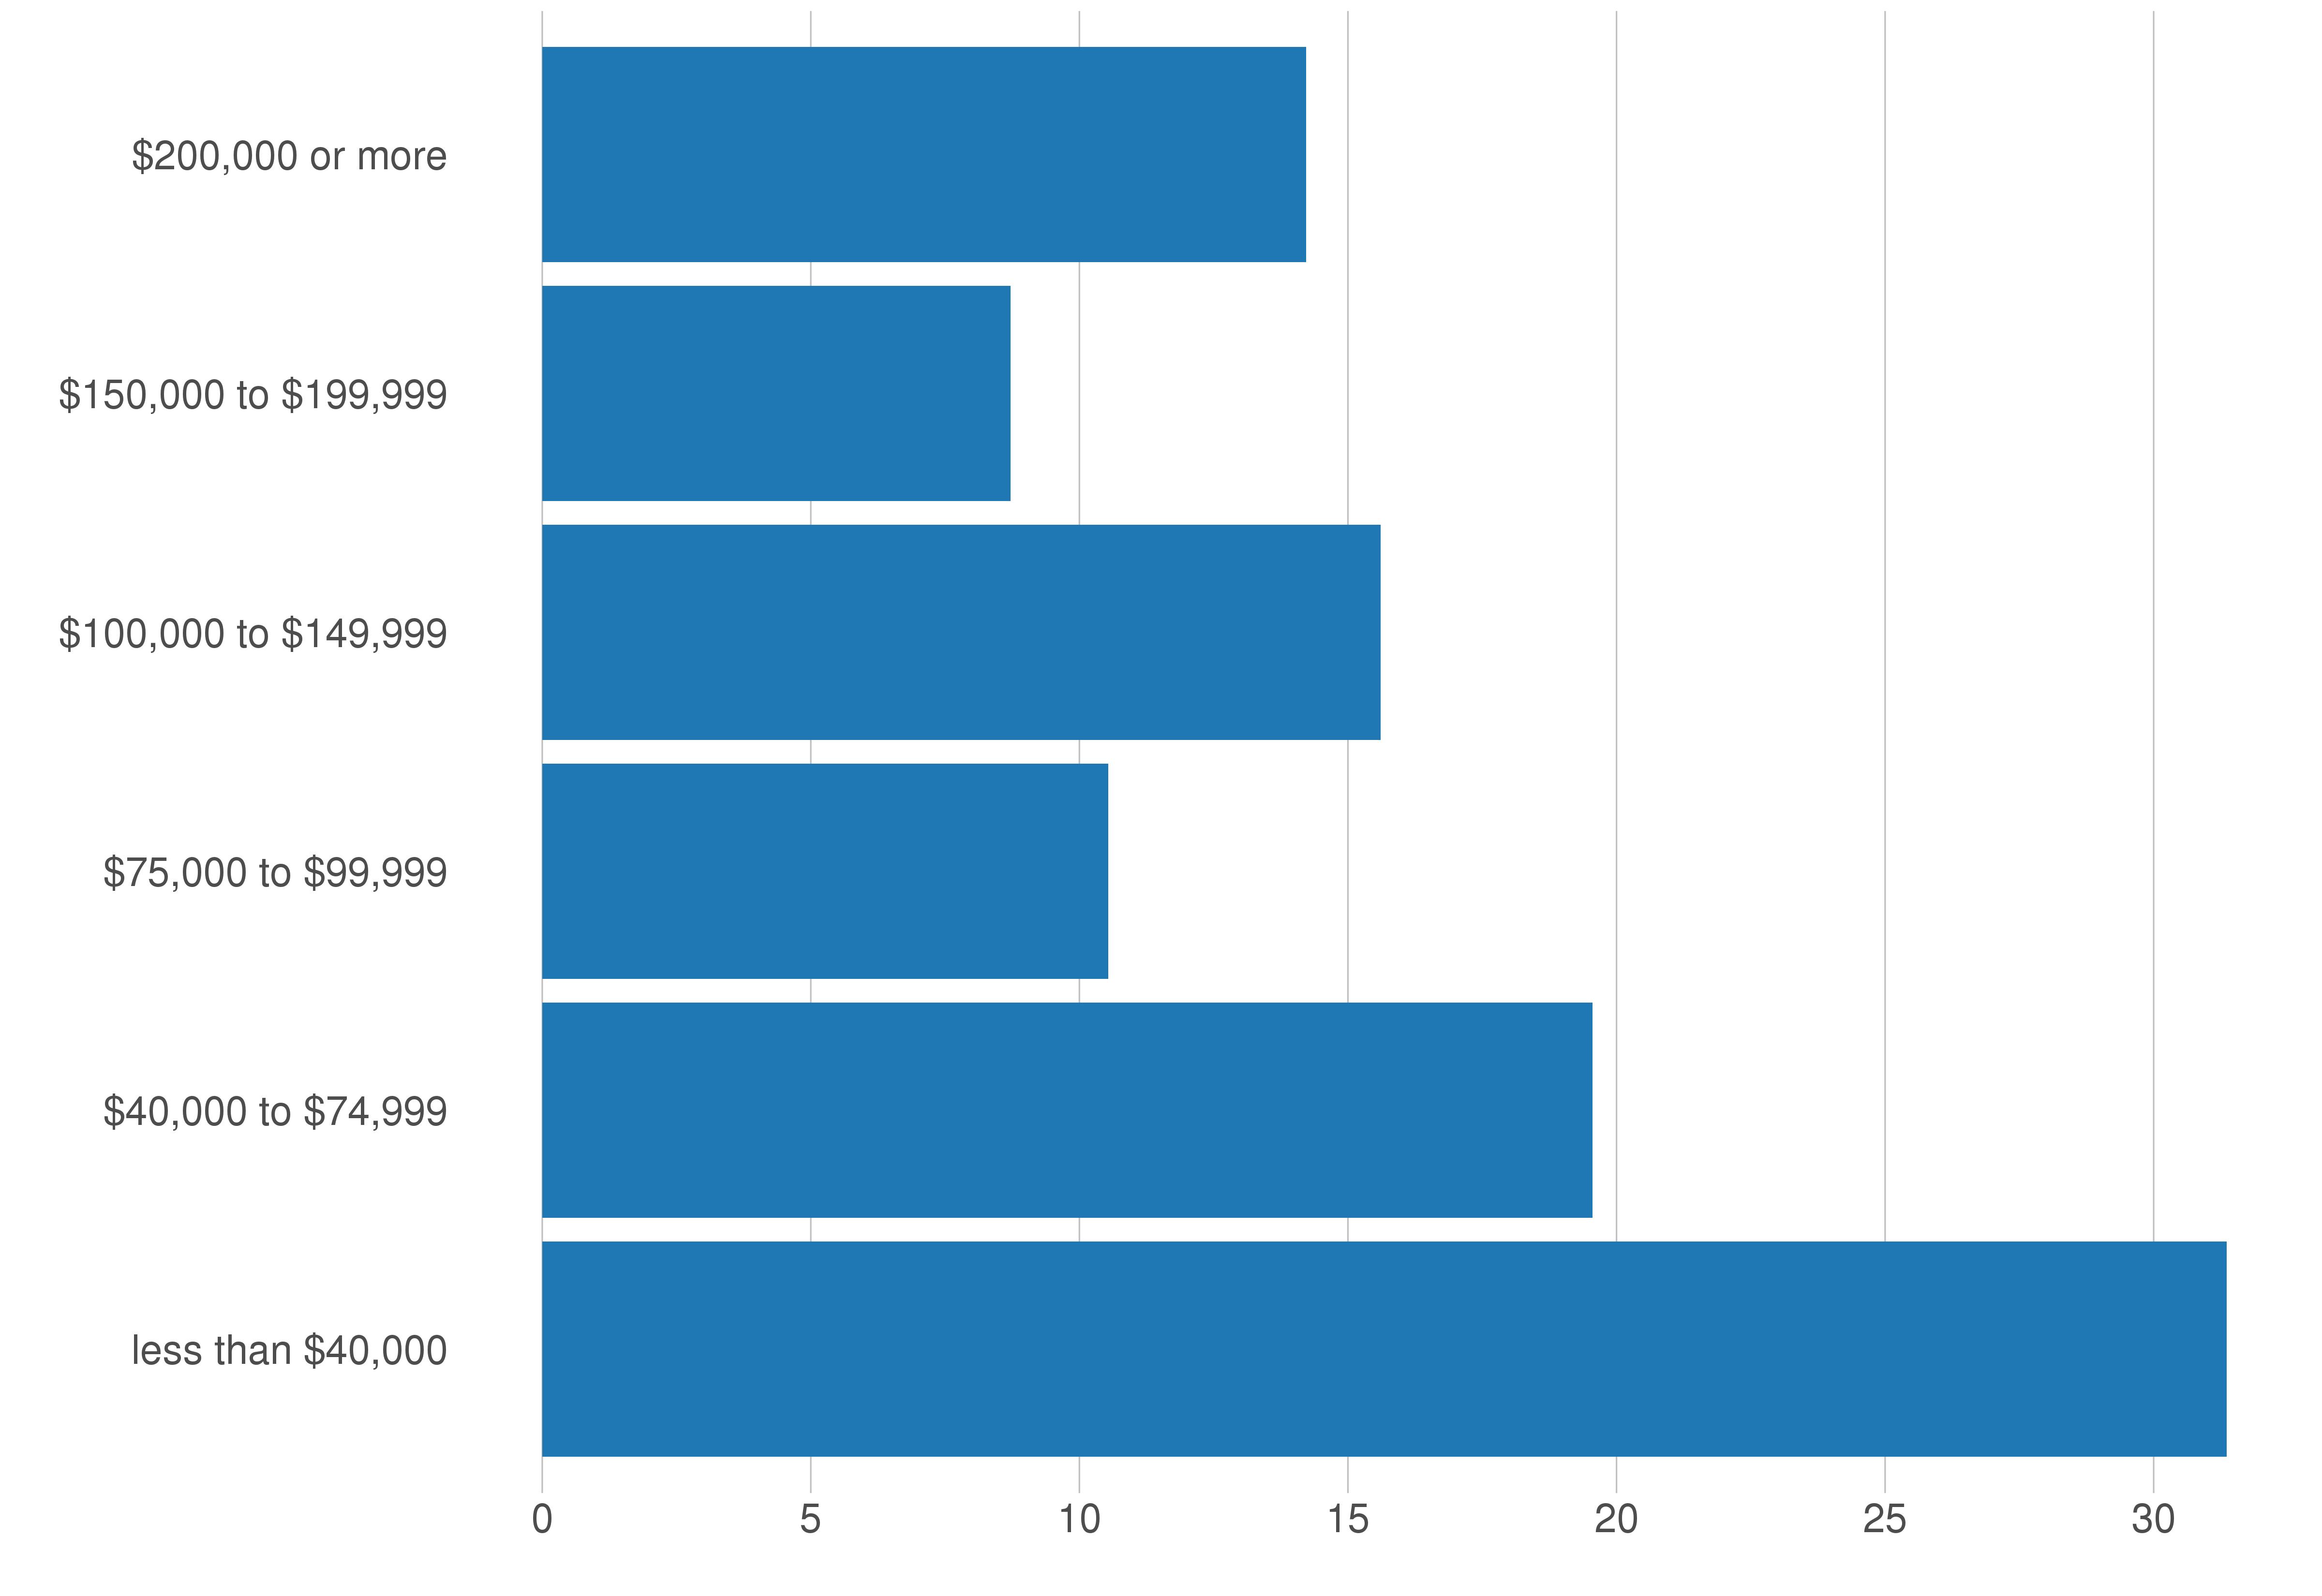 $200,000 or more
$150,000 to $199,999
$100,000 to $149,999
$75,000 to $99,999
$40,000 to $74,999
less than $40,000
0 5 10 15 20 25 30